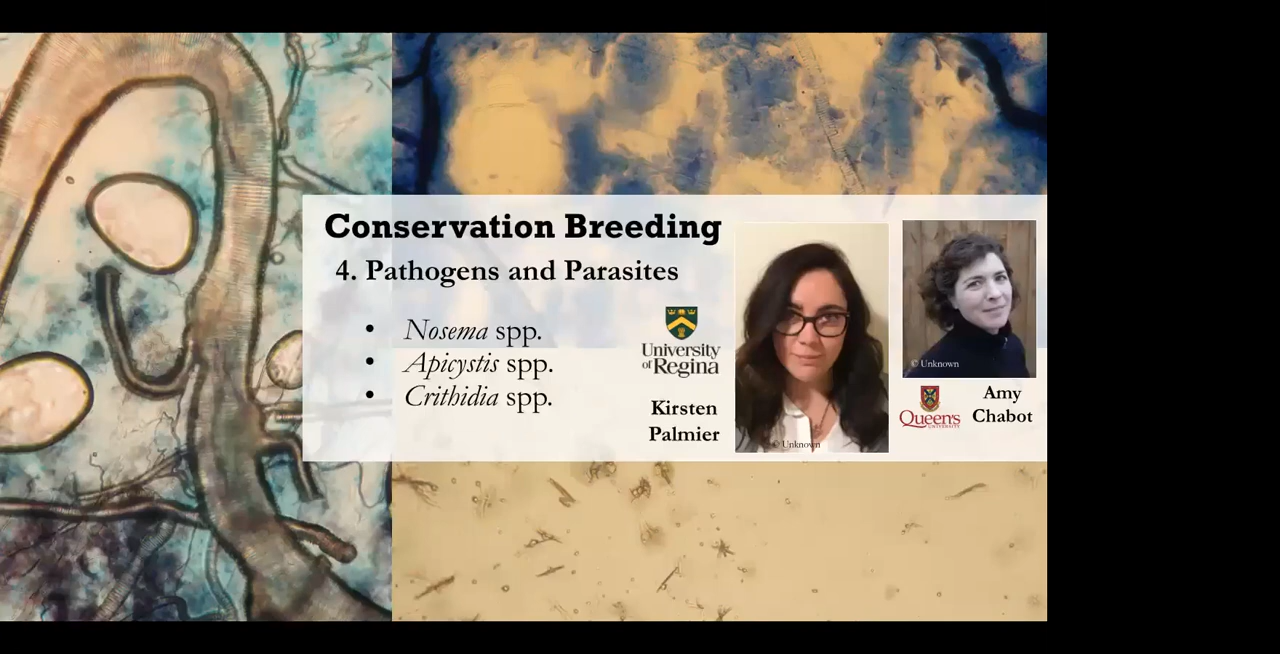 Conservation Breeding
4. Pathogens and Parasites
• Nosema spp.
• Apicystis spp.
• Crithidia spp.
University
of Regina
Kirsten
Palmier
© Unknown
© Unknown
Queen's
UNIVERSITY
Amy
Chabot